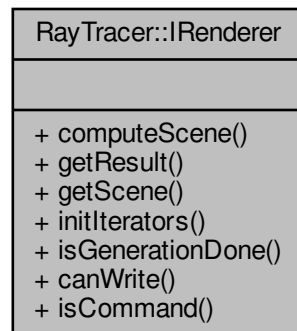 RayTracer::IRenderer
+ computeScene()
+ getResult()
+ getScene()
+ initIterators()
+ isGenerationDone()
+ canWrite()
+ isCommand()